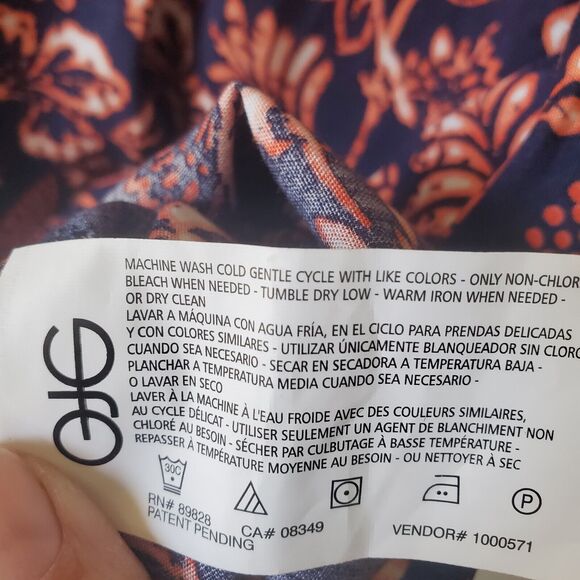 MACHINE WASH COLD GENTLE CYCLE WITH LIKE COLORS - ONLY NON-CHLOR
BLEACH WHEN NEEDED - TUMBLE DRY LOW - WARM IRON WHEN NEEDED -
OR DRY CLEAN
LAVAR A MÁQUINA CON AGUA FRÍA, EN EL CICLO PARA PRENDAS DELICADAS
Y CON COLORES SIMILARES - UTILIZAR ÚNICAMENTE BLANQUEADOR SIN CLORO
CUANDO SEA NECESARIO - SECAR EN SECADORA A TEMPERATURA BAJA -
PLANCHAR A TEMPERATURA MEDIA CUANDO SEA NECESARIO -
O LAVAR EN SECO
LAVER À LA MACHINE À L'EAU FROIDE AVEC DES COULEURS SIMILAIRES,
AU CYCLE DÉLICAT - UTILISER SEULEMENT UN AGENT DE BLANCHIMENT NON
CHLORÉ AU BESOIN - SÉCHER PAR CULBUTAGE À BASSE TEMPÉRATURE -
REPASSER À TEMPÉRATURE MOYENNE AU BESOIN - OU NETTOYER À SEC
30C
P
RN# 89828
PATENT PENDING
CA# 08349
VENDOR# 1000571